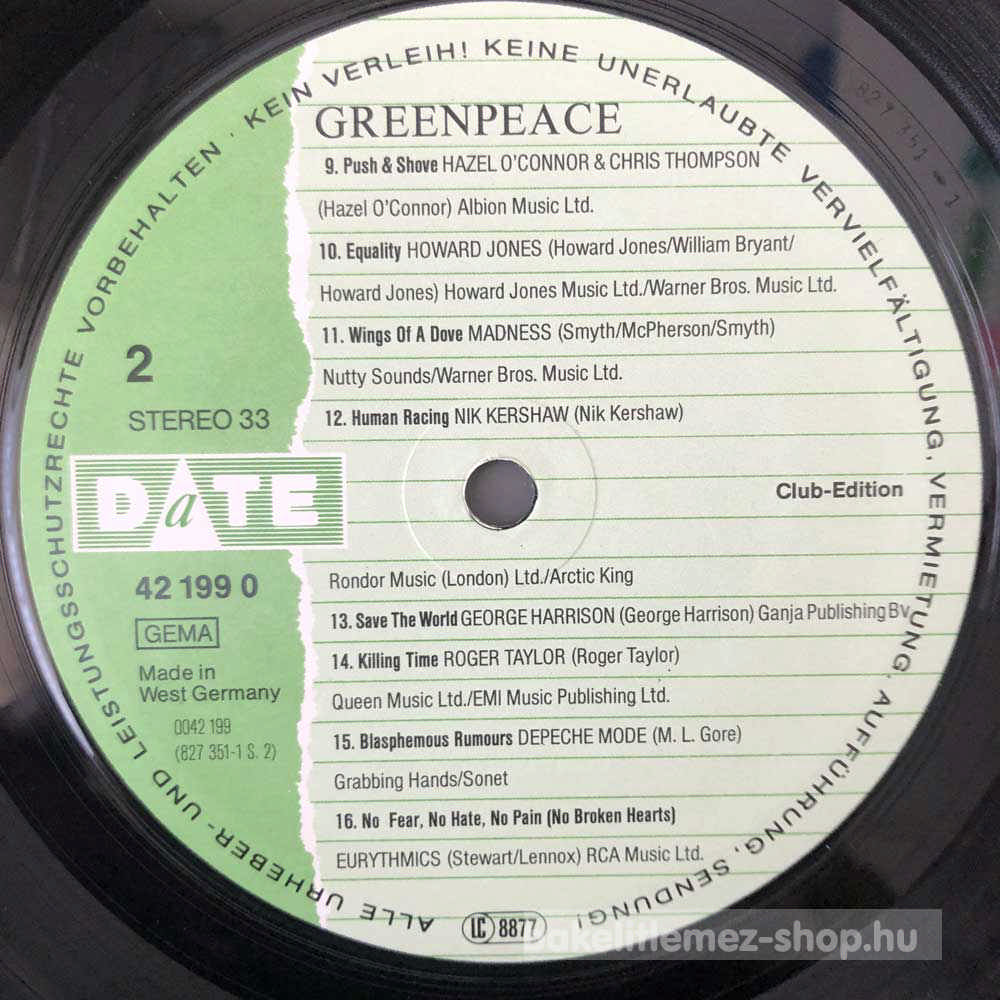 ALLE URHEBER- UND LEISTUNGSSCHUTZRECHTE VORBEHALTEN. KEIN VERLEIH! KEINE UNERLAUBTE VERVIELFÄLTIGUNG, VERMIETUNG, AUFFÜHRUNG, SENDUNG!
GREENPEACE
9. Push & Shove HAZEL O'CONNOR & CHRIS THOMPSON
(Hazel O'Connor) Albion Music Ltd.
10. Equality HOWARD JONES (Howard Jones/William Bryant/
Howard Jones) Howard Jones Music Ltd./Warner Bros. Music Ltd.
11. Wings Of A Dove MADNESS (Smyth/McPherson/Smyth)
Nutty Sounds/Warner Bros. Music Ltd.
12. Human Racing NIK KERSHAW (Nik Kershaw)
2
STEREO 33
DaTE
Club-Edition
42 199 0
GEMA
Made in
West Germany
0042 199
(827 351-1 S. 2)
Rondor Music (London) Ltd./Arctic King
13. Save The World GEORGE HARRISON (George Harrison) Ganja Publishing Bv
14. Killing Time ROGER TAYLOR (Roger Taylor)
Queen Music Ltd./EMI Music Publishing Ltd.
15. Blasphemous Rumours DEPECHE MODE (M. L. Gore)
Grabbing Hands/Sonet
16. No Fear, No Hate, No Pain (No Broken Hearts)
EURYTHMICS (Stewart/Lennox) RCA Music Ltd.
LC 8877
bakelitlemez-shop.hu
827 351-1